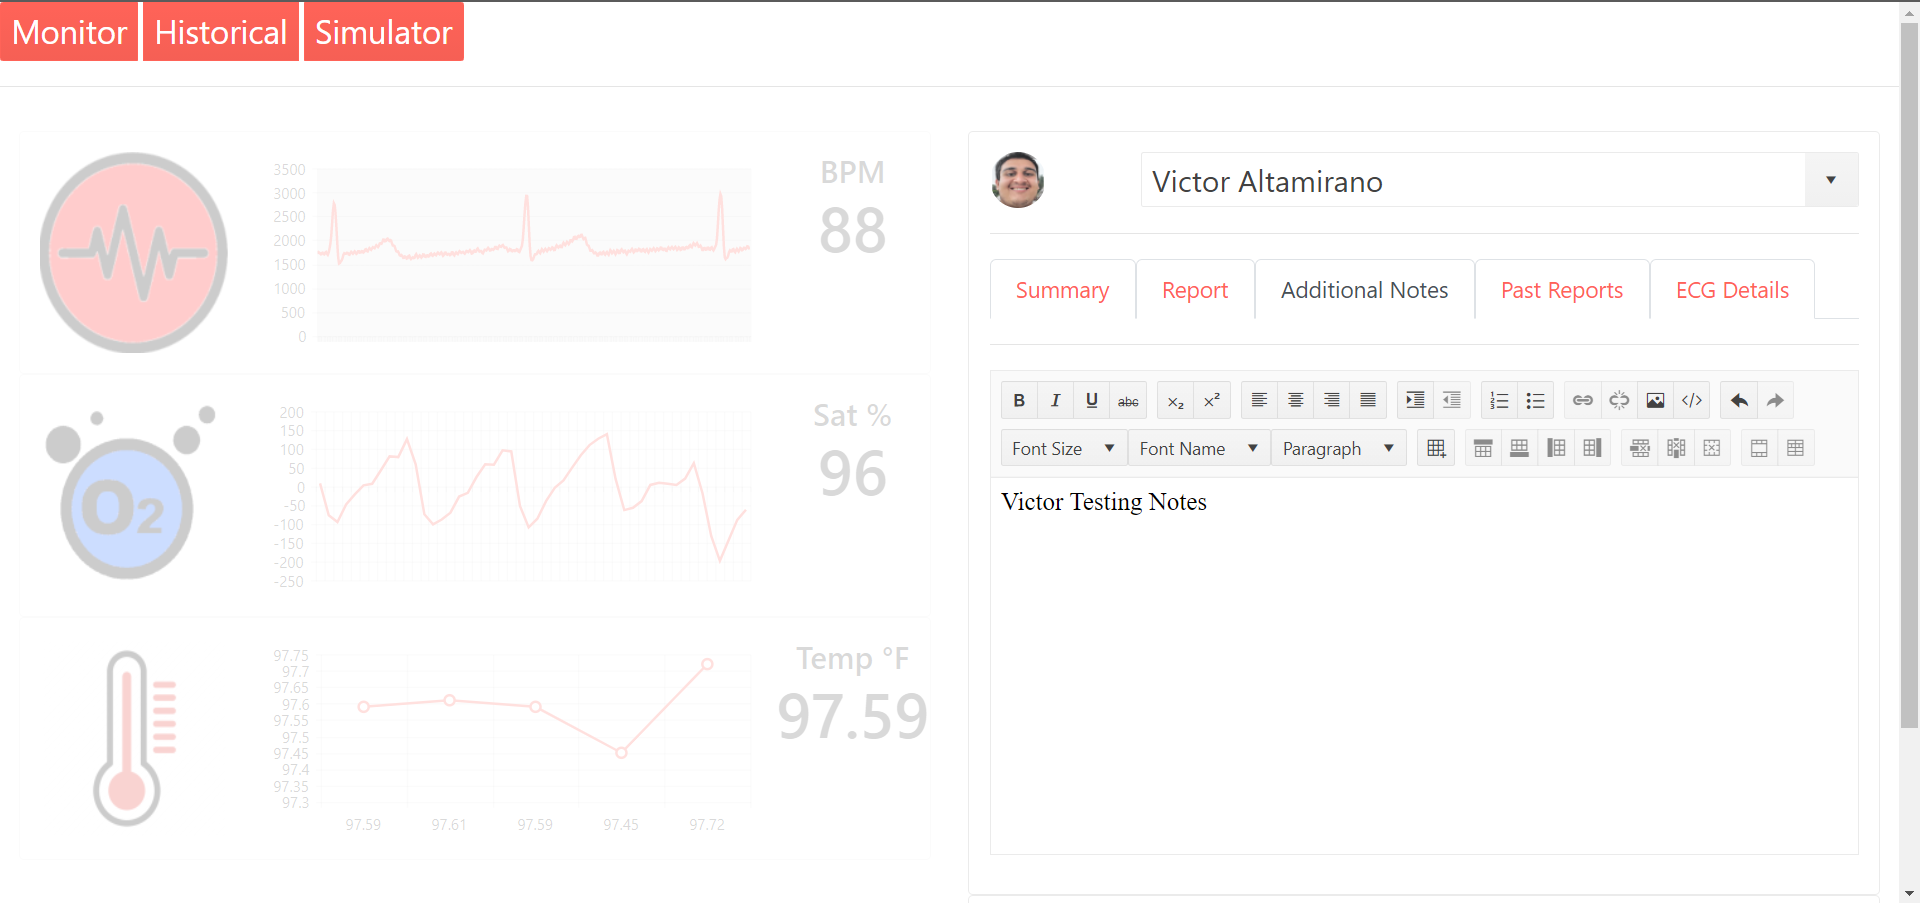 Monitor Historical Simulator
3500
3000
2500
2000
1500
1000
500
0
BPM
88
O2
200
150
100
50
0
-50
-100
-150
-200
-250
Sat %
96
97.75
97.7
97.65
97.6
97.55
97.5
97.45
97.4
97.35
97.3
97.59 97.61 97.59 97.45 97.72
Temp °F
97.59
Victor Altamirano
Summary Report Additional Notes Past Reports ECG Details
B I U abc x₂ x² </>
Font Size Font Name Paragraph
Victor Testing Notes